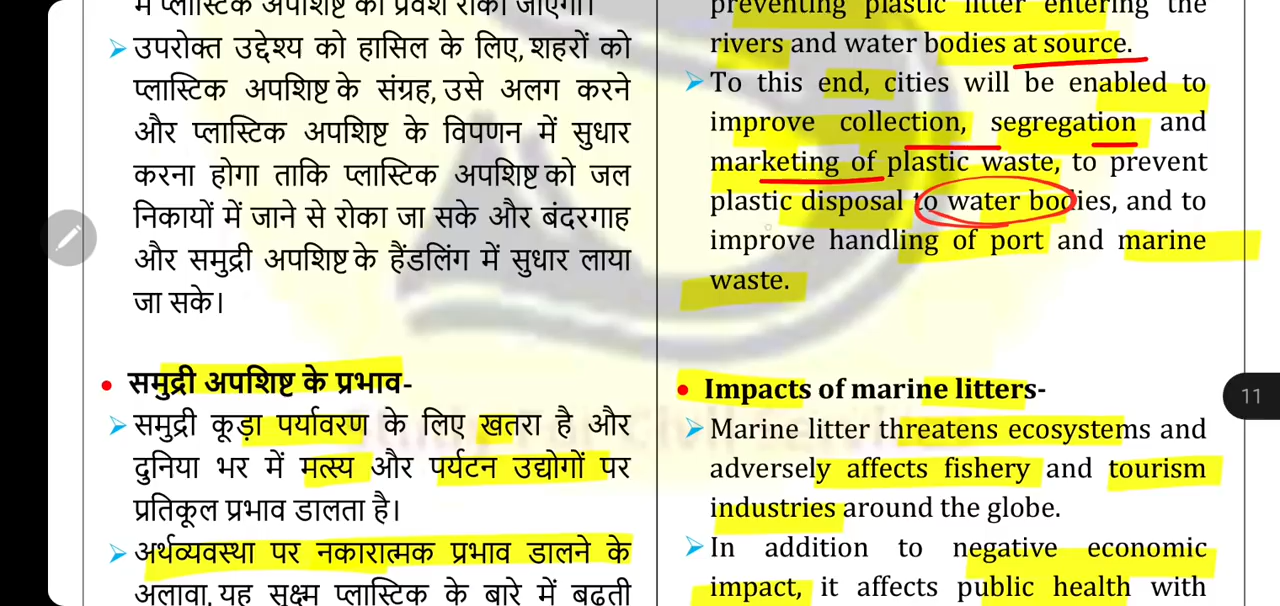 में प्लास्टिक अपशिष्ट का प्रवेश रोका जाएगा।
उपरोक्त उद्देश्य को हासिल के लिए, शहरों को
प्लास्टिक अपशिष्ट के संग्रह, उसे अलग करने
और प्लास्टिक अपशिष्ट के विपणन में सुधार
करना होगा ताकि प्लास्टिक अपशिष्ट को जल
निकायों में जाने से रोका जा सके और बंदरगाह
और समुद्री अपशिष्ट के हैंडलिंग में सुधार लाया
जा सके।
समुद्री अपशिष्ट के प्रभाव-
समुद्री कूड़ा पर्यावरण के लिए खतरा है और
दुनिया भर में मत्स्य और पर्यटन उद्योगों पर
प्रतिकूल प्रभाव डालता है।
अर्थव्यवस्था पर नकारात्मक प्रभाव डालने के
अलावा, यह सूक्ष्म प्लास्टिक के बारे में बढ़ती
preventing plastic litter entering the
rivers and water bodies at source.
To this end, cities will be enabled to
improve collection, segregation and
marketing of plastic waste, to prevent
plastic disposal to water bodies, and to
improve handling of port and marine
waste.
Impacts of marine litters-
Marine litter threatens ecosystems and
adversely affects fishery and tourism
industries around the globe.
In addition to negative economic
impact, it affects public health with
11